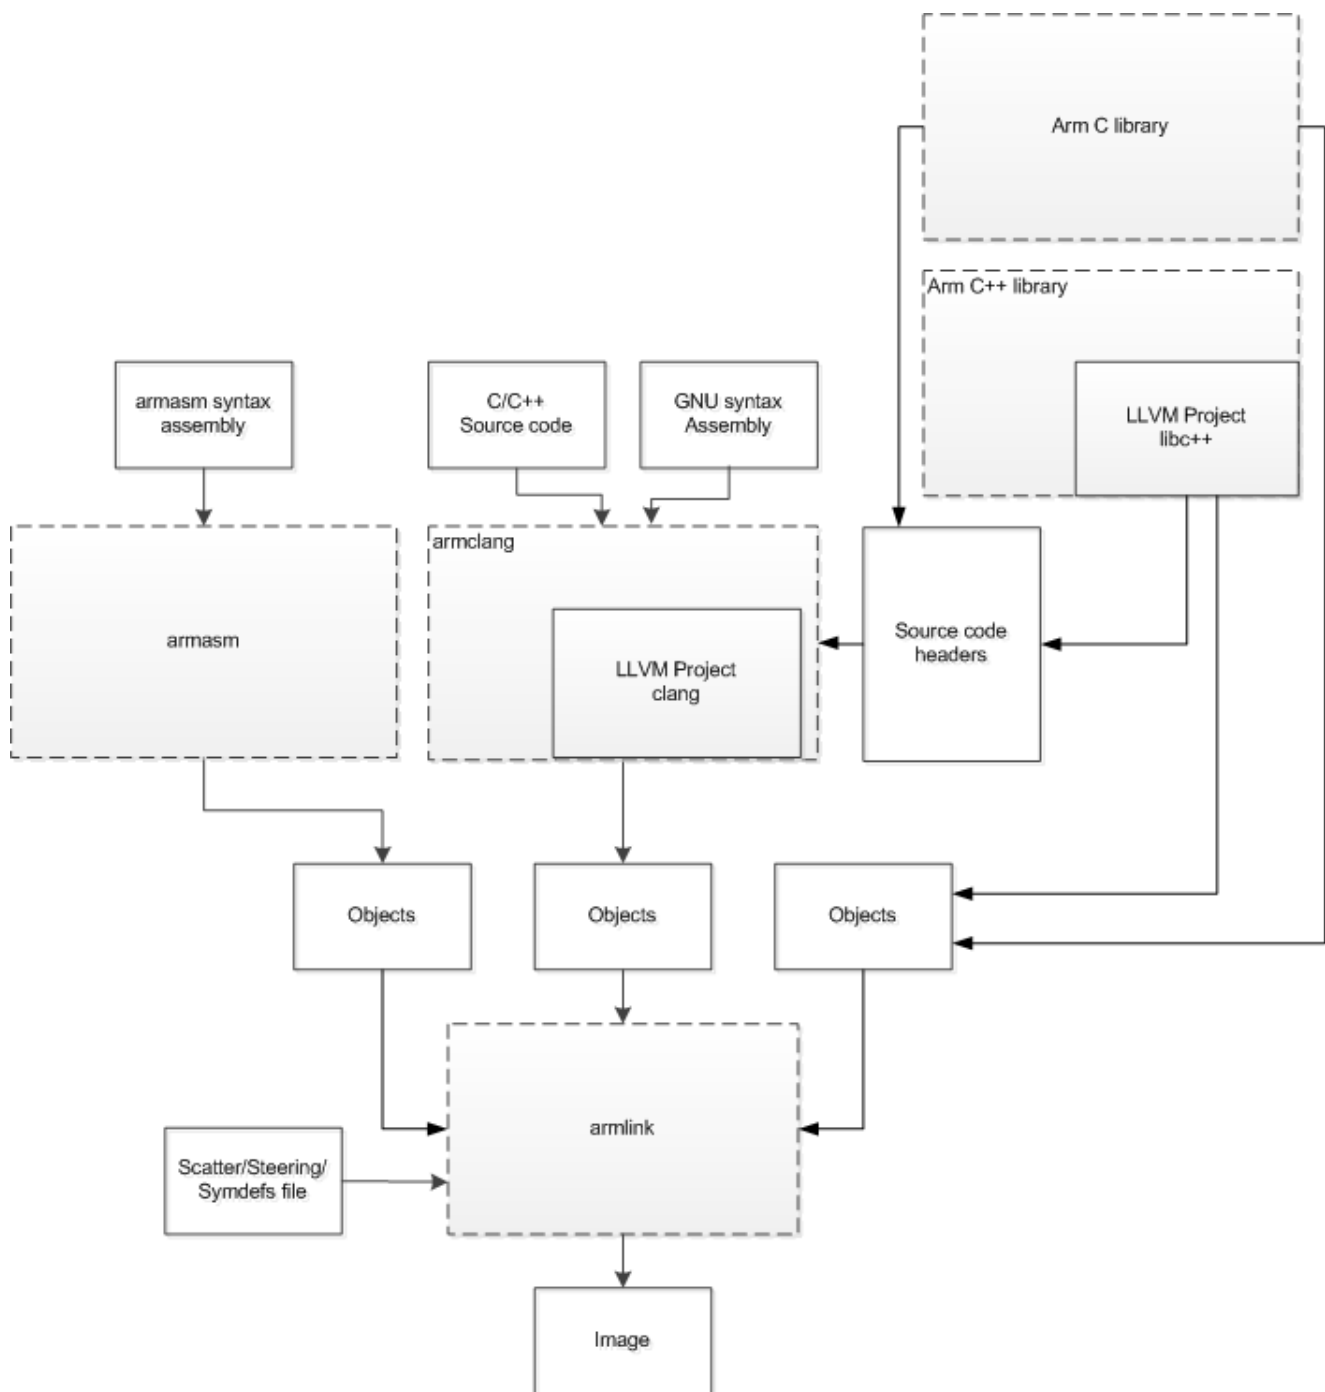 Arm C library
Arm C++ library
armasm syntax
assembly
C/C++
Source code
GNU syntax
Assembly
LLVM Project
libc++
armclang
armasm
LLVM Project
clang
Source code
headers
Objects
Objects
Objects
armlink
Scatter/Steering/
Symdefs file
Image